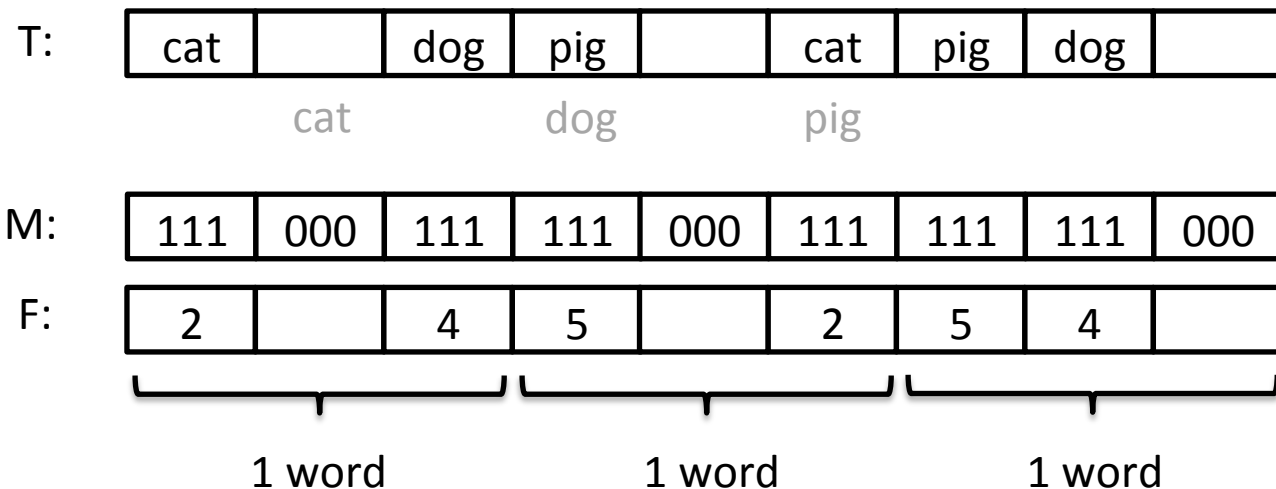 T: cat dog pig cat pig dog
cat dog pig
M: 111 000 111 111 000 111 111 111 000
F: 2 4 5 2 5 4
1 word 1 word 1 word